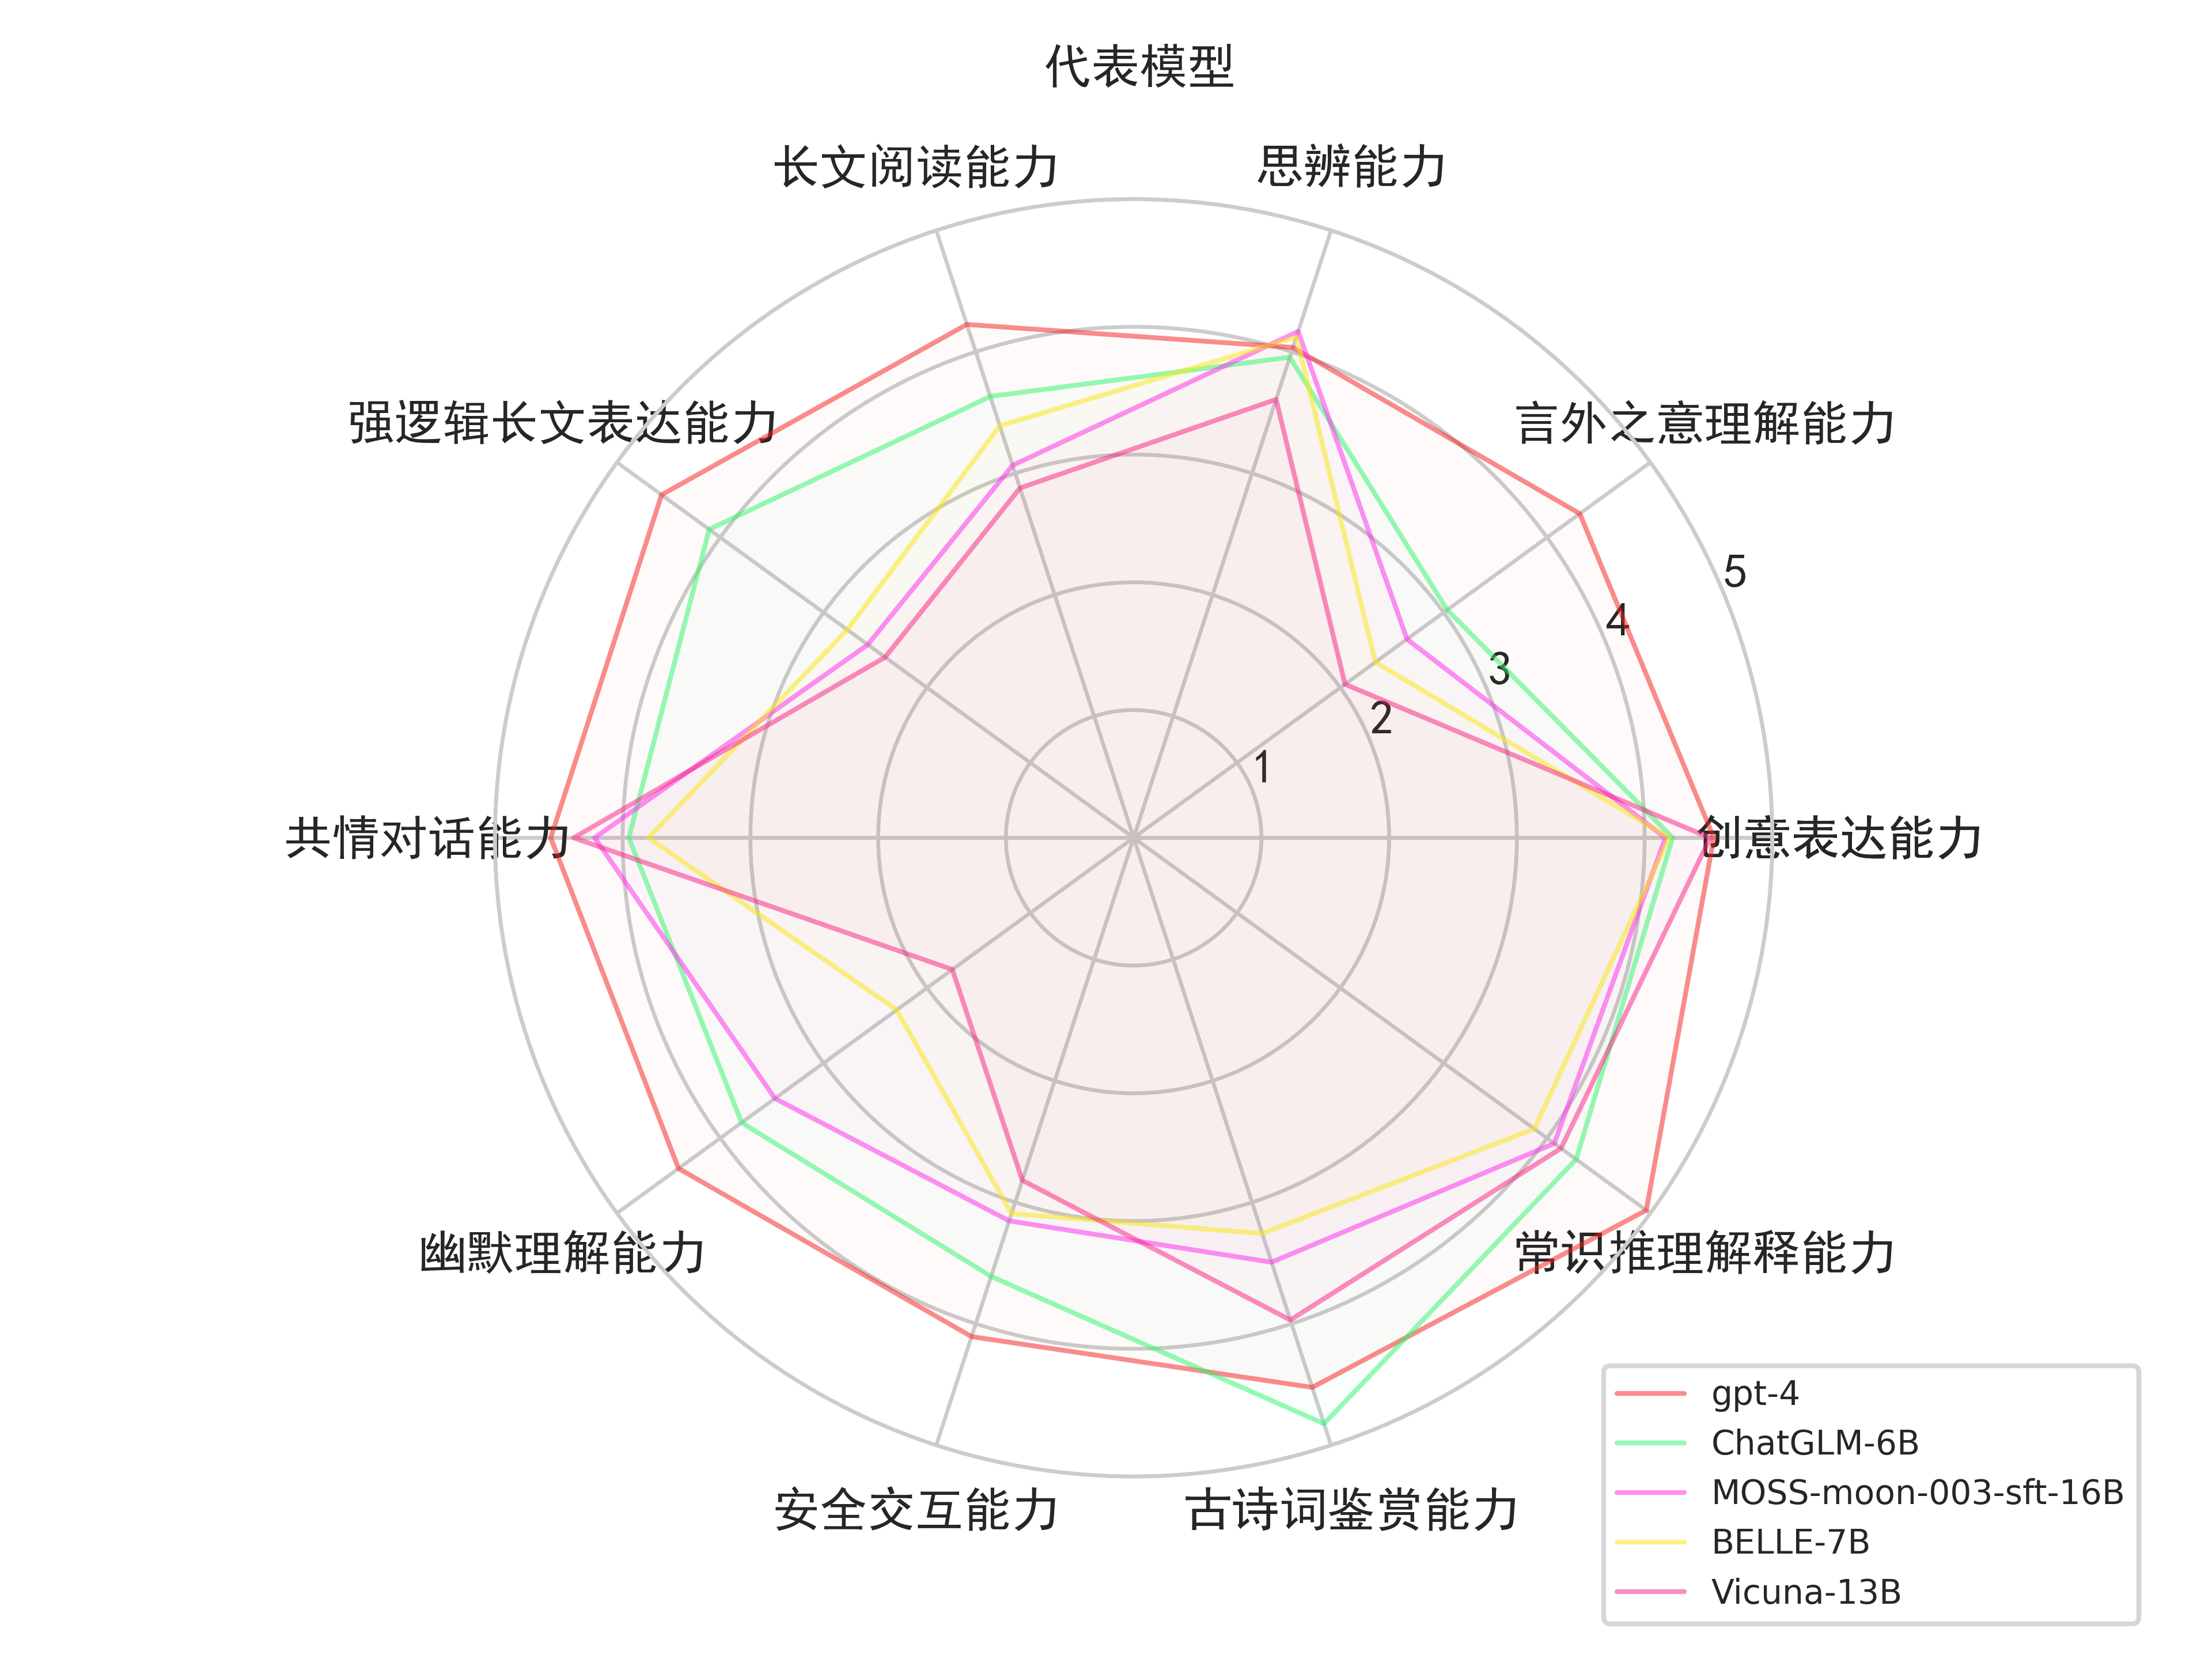 代表模型
长文阅读能力
思辨能力
强逻辑长文表达能力
言外之意理解能力
5
4
3
2
1
共情对话能力
创意表达能力
幽默理解能力
常识推理解释能力
安全交互能力
古诗词鉴赏能力
gpt-4
ChatGLM-6B
MOSS-moon-003-sft-16B
BELLE-7B
Vicuna-13B